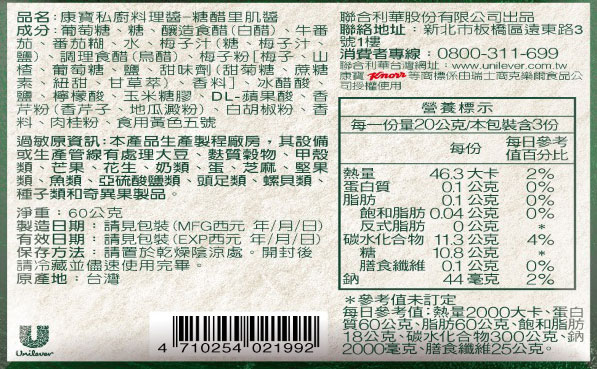 品名:康寶私廚料理醬-糖醋里肌醬
成分:葡萄糖、糖、釀造食醋(白醋)、牛番
茄、番茄糊、水、梅子汁(糖、梅子汁、
鹽)、調理食醋(烏醋)、梅子粉[梅子、山
楂、葡萄糖、鹽、甜味劑(甜菊糖、蔗糖
素、紐甜、甘草萃)、香料]、冰醋酸、
鹽、檸檬酸、玉米糖膠、DL-蘋果酸、香
芹粉(香芹子、地瓜澱粉)、白胡椒粉、香
料、肉桂粉、食用黃色五號
過敏原資訊:本產品生產製程廠房,其設備
或生產管線有處理大豆、麩質穀物、甲殼
類、芒果、花生、奶類、蛋、芝麻、堅果
類、魚類、亞硫酸鹽類、頭足類、螺貝類、
種子類和奇異果製品。
淨重:60公克
製造日期:請見包裝(MFG西元 年/月/日)
有效日期:請見包裝(EXP西元 年/月/日)
保存方法:請置於乾燥陰涼處。開封後
請冷藏並儘速使用完畢。
原產地:台灣
Unilever
4 710254 021992
聯合利華股份有限公司出品
聯絡地址:新北市板橋區遠東路3
號1樓
消費者專線:0800-311-699
聯合利華台灣網址:www.unilever.com.tw
康寶 Knorr 等商標係由瑞士商克樂爾食品公
司授權使用
營養標示
每一份量20公克/本包裝含3份
每份 每日參考值百分比
熱量 46.3 大卡 2%
蛋白質 0.1 公克 0%
脂肪 0.1 公克 0%
飽和脂肪 0.04 公克 0%
反式脂肪 0 公克 *
碳水化合物 11.3 公克 4%
糖 10.8 公克 *
膳食纖維 0.1 公克 0%
鈉 44 毫克 2%
*參考值未訂定
每日參考值:熱量2000大卡、蛋白
質60公克、脂肪60公克、飽和脂肪
18公克、碳水化合物300公克、鈉
2000毫克、膳食纖維25公克。